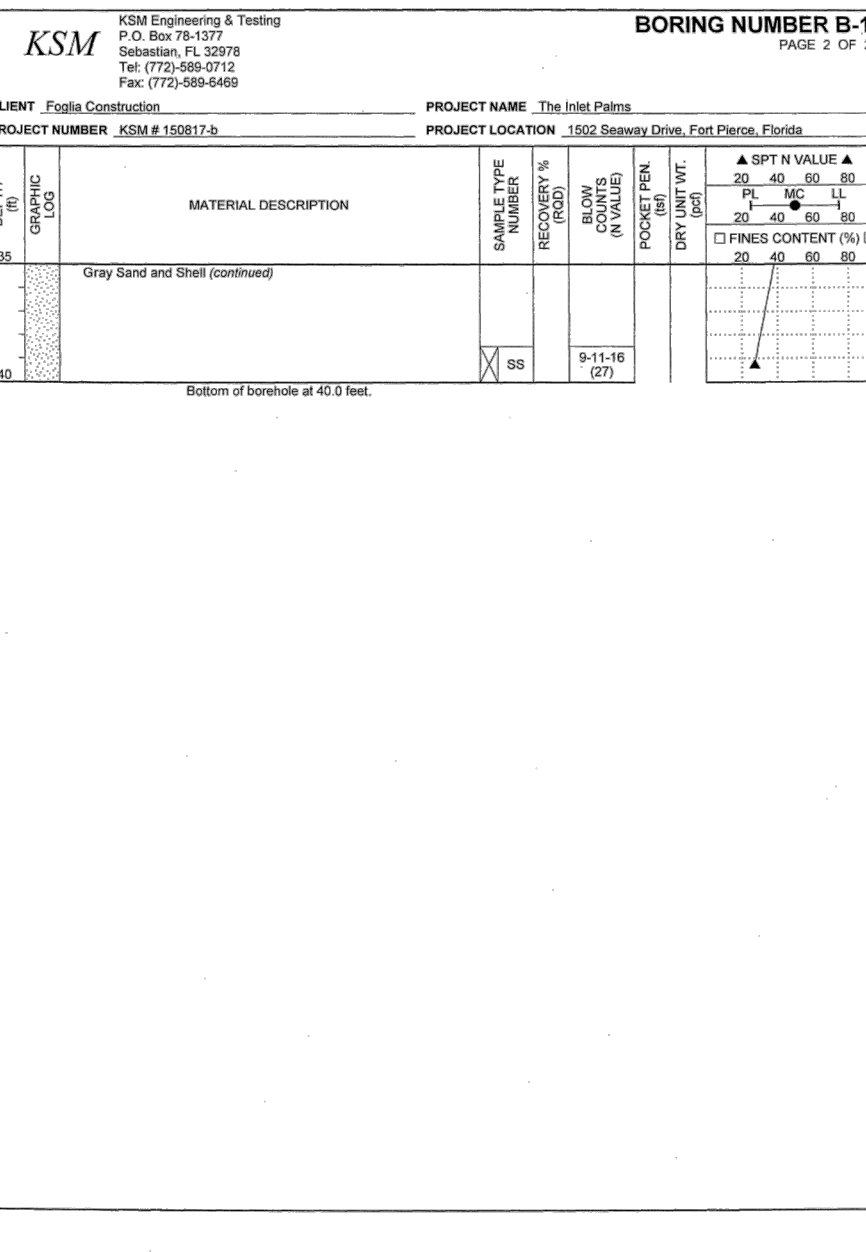 KSM
KSM Engineering & Testing
P.O. Box 78-1377
Sebastian, FL 32978
Tel: (772)-589-0712
Fax: (772)-589-6469
BORING NUMBER B-1
PAGE 2 OF 2
LIENT Foglia Construction
PROJECT NAME The Inlet Palms
ROJECT NUMBER KSM # 150817-b
PROJECT LOCATION 1502 Seaway Drive, Fort Pierce, Florida
(ft)
GRAPHIC
LOG
MATERIAL DESCRIPTION
SAMPLE TYPE
NUMBER
RECOVERY %
(RQD)
BLOW
COUNTS
(N VALUE)
POCKET PEN.
(tsf)
DRY UNIT WT.
(pcf)
▲ SPT N VALUE ▲
20 40 60 80
PL MC LL
20 40 60 80
□ FINES CONTENT (%) □
20 40 60 80
35
Gray Sand and Shell (continued)
SS
9-11-16
(27)
40
Bottom of borehole at 40.0 feet.